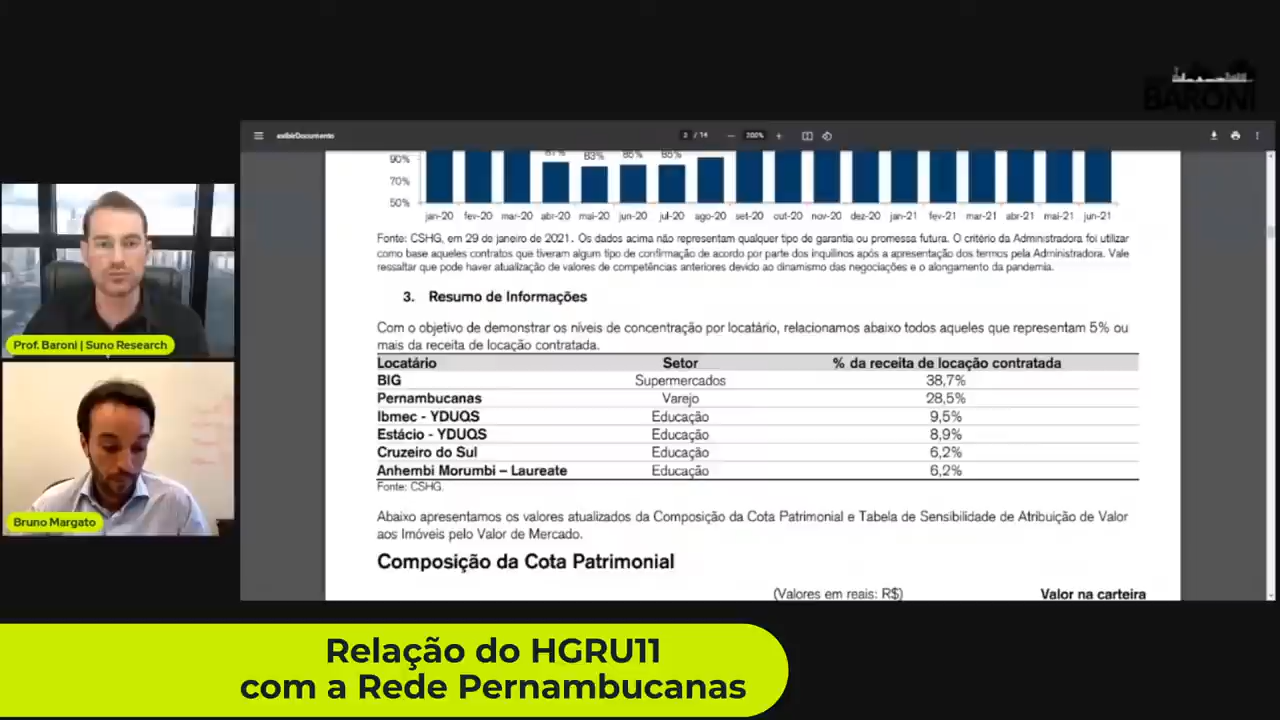 BARONI
exibirDocumento
2 / 14
200%
90%
87%
83%
85%
85%
70%
50%
jan-20 fev-20 mar-20 abr-20 mai-20 jun-20 jul-20 ago-20 set-20 out-20 nov-20 dez-20 jan-21 fev-21 mar-21 abr-21 mai-21 jun-21
Fonte: CSHG, em 29 de janeiro de 2021. Os dados acima não representam qualquer tipo de garantia ou promessa futura. O critério da Administradora foi utilizar
como base aqueles contratos que tiveram algum tipo de confirmação de acordo por parte dos inquilinos após a apresentação dos termos pela Administradora. Vale
ressaltar que pode haver atualização de valores de competências anteriores devido ao dinamismo das negociações e o alongamento da pandemia.
3. Resumo de Informações
Com o objetivo de demonstrar os níveis de concentração por locatário, relacionamos abaixo todos aqueles que representam 5% ou
mais da receita de locação contratada.
Locatário Setor % da receita de locação contratada
BIG Supermercados 38,7%
Pernambucanas Varejo 28,5%
Ibmec - YDUQS Educação 9,5%
Estácio - YDUQS Educação 8,9%
Cruzeiro do Sul Educação 6,2%
Anhembi Morumbi – Laureate Educação 6,2%
Fonte: CSHG.
Abaixo apresentamos os valores atualizados da Composição da Cota Patrimonial e Tabela de Sensibilidade de Atribuição de Valor
aos Imóveis pelo Valor de Mercado.
Composição da Cota Patrimonial
(Valores em reais: R$) Valor na carteira
Prof. Baroni | Suno Research
Bruno Margato
Relação do HGRU11
com a Rede Pernambucanas